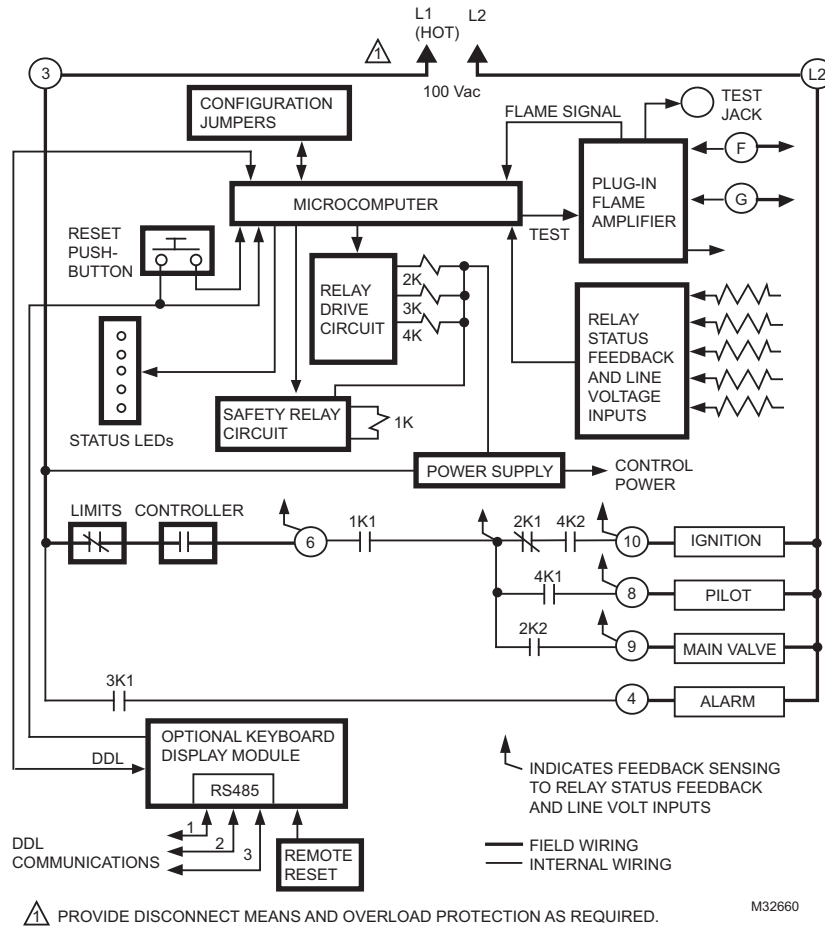 L1
(HOT)
L2
1
3
L2
100 Vac
CONFIGURATION
JUMPERS
FLAME SIGNAL
TEST
JACK
F
PLUG-IN
FLAME
AMPLIFIER
G
MICROCOMPUTER
TEST
RESET
PUSH-
BUTTON
RELAY
DRIVE
CIRCUIT
2K
3K
4K
RELAY
STATUS
FEEDBACK
AND LINE
VOLTAGE
INPUTS
STATUS LEDs
SAFETY RELAY
CIRCUIT
1K
POWER SUPPLY
CONTROL
POWER
LIMITS
CONTROLLER
6
1K1
2K1
4K2
10
IGNITION
4K1
8
PILOT
2K2
9
MAIN VALVE
3K1
4
ALARM
OPTIONAL KEYBOARD
DISPLAY MODULE
DDL
RS485
INDICATES FEEDBACK SENSING
TO RELAY STATUS FEEDBACK
AND LINE VOLT INPUTS
1
2
3
DDL
COMMUNICATIONS
REMOTE
RESET
FIELD WIRING
INTERNAL WIRING
1 PROVIDE DISCONNECT MEANS AND OVERLOAD PROTECTION AS REQUIRED.
M32660